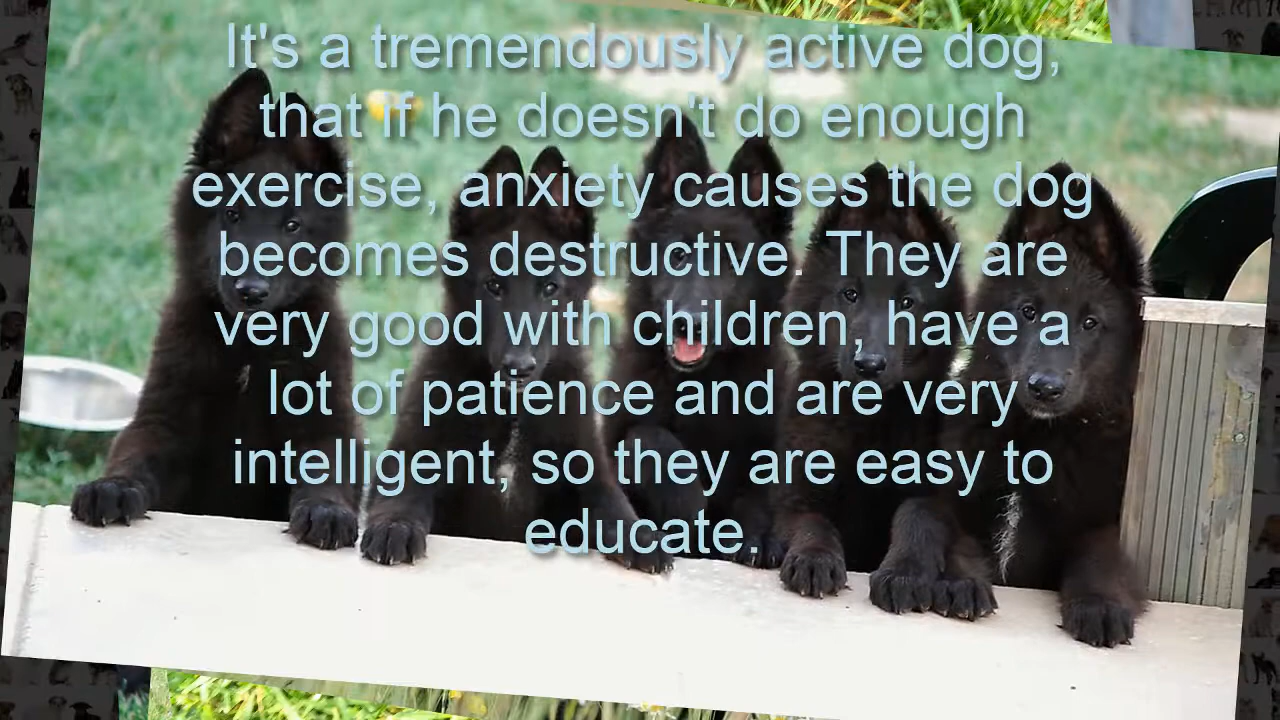 It's a tremendously active dog,
that if he doesn't do enough
exercise, anxiety causes the dog
becomes destructive. They are
very good with children, have a
lot of patience and are very
intelligent, so they are easy to
educate.